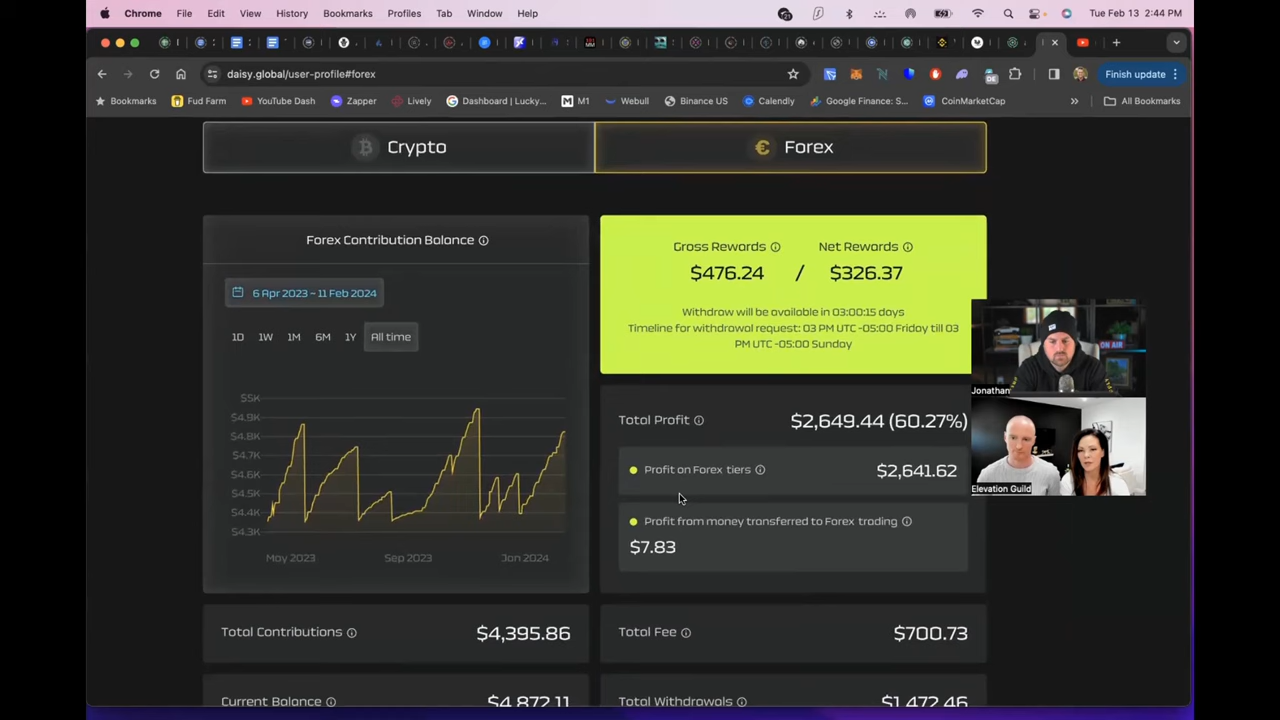 Chrome File Edit View History Bookmarks Profiles Tab Window Help
Tue Feb 13 2:44 PM
daisy.global/user-profile#forex
Finish update
Bookmarks Fud Farm YouTube Dash Zapper Lively Dashboard | Lucky... M1 Webull Binance US Calendly Google Finance: S... CoinMarketCap » All Bookmarks
Crypto
Forex
Forex Contribution Balance
6 Apr 2023 – 11 Feb 2024
1D 1W 1M 6M 1Y All time
$5K
$4.9K
$4.8K
$4.7K
$4.6K
$4.5K
$4.4K
$4.3K
May 2023 Sep 2023 Jan 2024
Gross Rewards Net Rewards
$476.24 / $326.37
Withdraw will be available in 03:00:15 days
Timeline for withdrawal request: 03 PM UTC -05:00 Friday till 03
PM UTC -05:00 Sunday
Total Profit $2,649.44 (60.27%)
Profit on Forex tiers $2,641.62
Profit from money transferred to Forex trading
$7.83
ON AIR
Jonathan
Elevation Guild
Total Contributions $4,395.86
Total Fee $700.73
Current Balance $4,872.11
Total Withdrawals $1,472.46